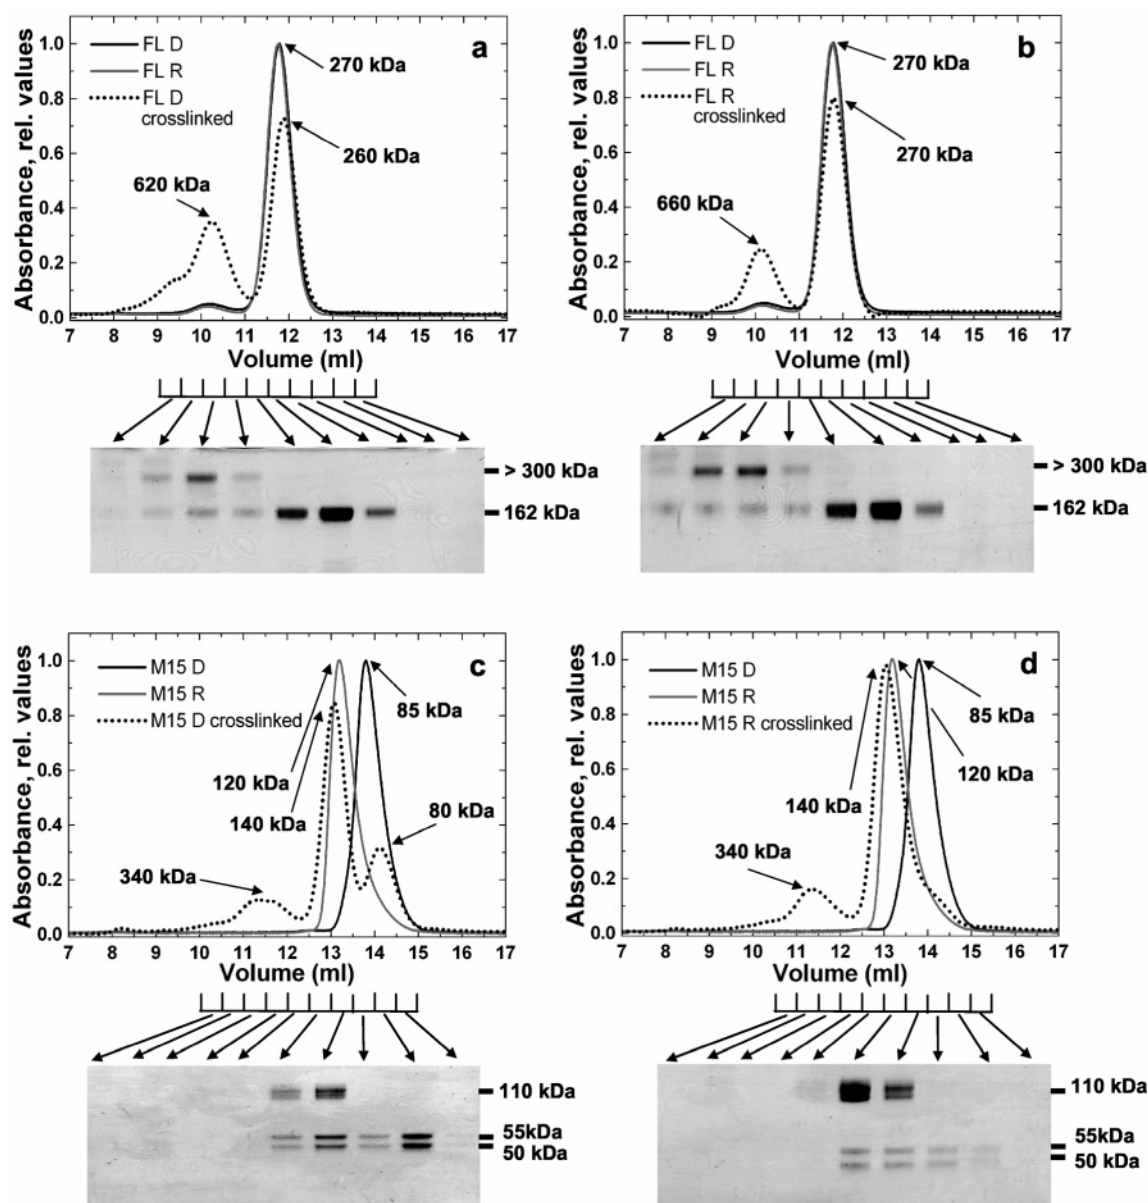 a
FL D
FL R
FL D
crosslinked
270 kDa
260 kDa
620 kDa
Absorbance, rel. values
1.0
0.8
0.6
0.4
0.2
0.0
7 8 9 10 11 12 13 14 15 16 17
Volume (ml)
> 300 kDa
162 kDa
b
FL D
FL R
FL R
crosslinked
270 kDa
270 kDa
660 kDa
Absorbance, rel. values
1.0
0.8
0.6
0.4
0.2
0.0
7 8 9 10 11 12 13 14 15 16 17
Volume (ml)
> 300 kDa
162 kDa
c
M15 D
M15 R
M15 D crosslinked
85 kDa
120 kDa
140 kDa
80 kDa
340 kDa
Absorbance, rel. values
1.0
0.8
0.6
0.4
0.2
0.0
7 8 9 10 11 12 13 14 15 16 17
Volume (ml)
110 kDa
55kDa
50 kDa
d
M15 D
M15 R
M15 R crosslinked
85 kDa
120 kDa
140 kDa
340 kDa
Absorbance, rel. values
1.0
0.8
0.6
0.4
0.2
0.0
7 8 9 10 11 12 13 14 15 16 17
Volume (ml)
110 kDa
55kDa
50 kDa